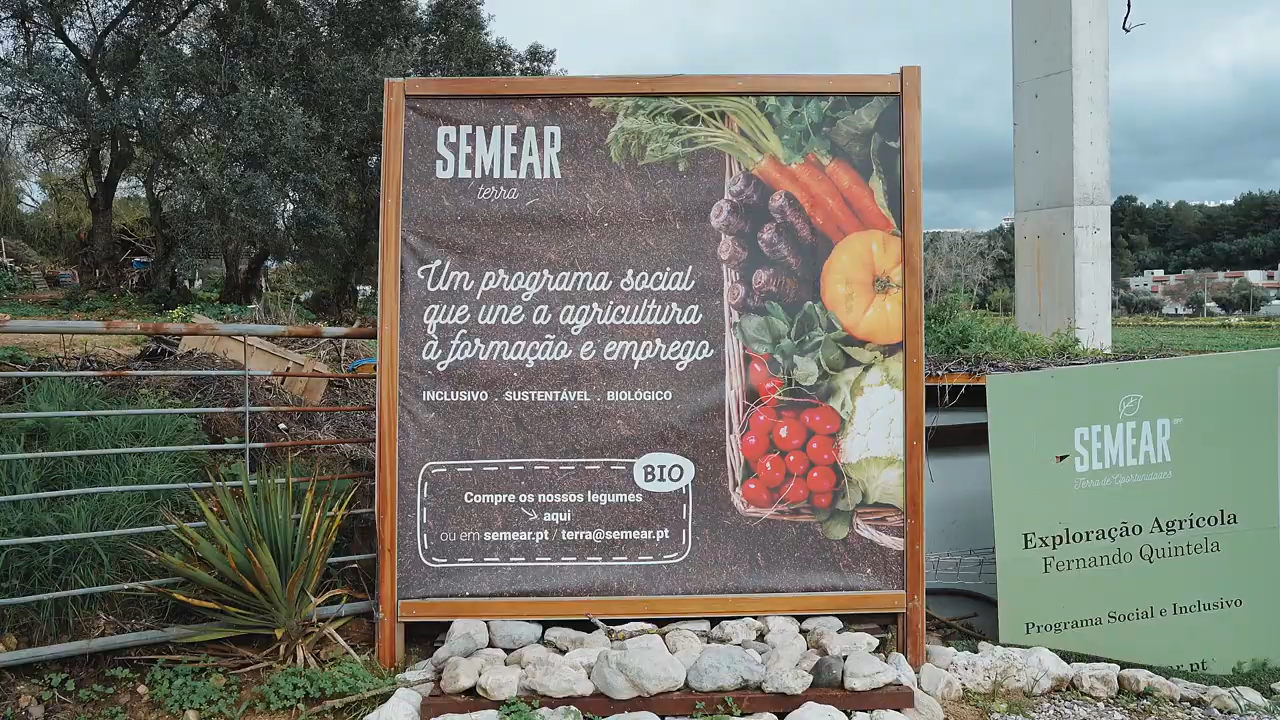 SEMEAR
terra
Um programa social
que une a agricultura
à formação e emprego
INCLUSIVO . SUSTENTÁVEL . BIOLÓGICO
BIO
Compre os nossos legumes
aqui
ou em semear.pt / terra@semear.pt
SEMEAR
Terra de Oportunidades
Exploração Agrícola
Fernando Quintela
Programa Social e Inclusivo